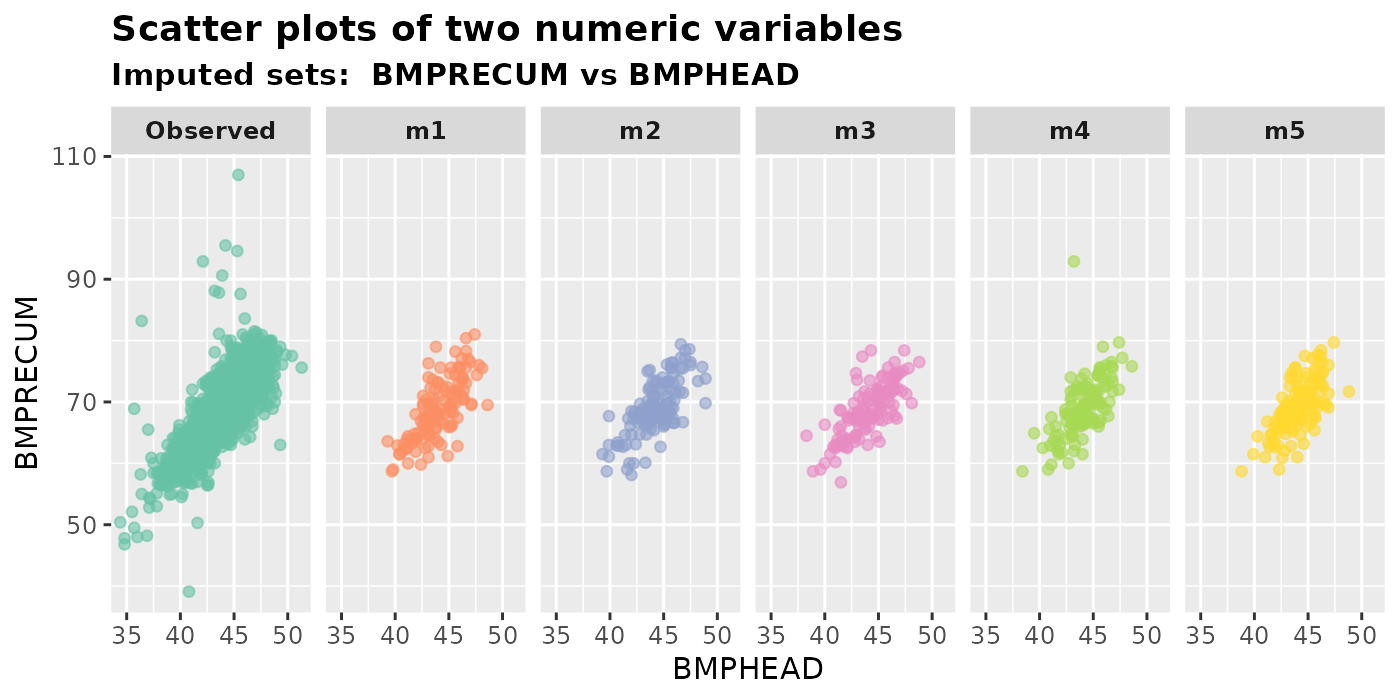 Scatter plots of two numeric variables
Imputed sets:  BMPRECUM vs BMPHEAD
Observed m1 m2 m3 m4 m5
110
90
70
50
BMPRECUM
35 40 45 50 35 40 45 50 35 40 45 50 35 40 45 50 35 40 45 50 35 40 45 50
BMPHEAD